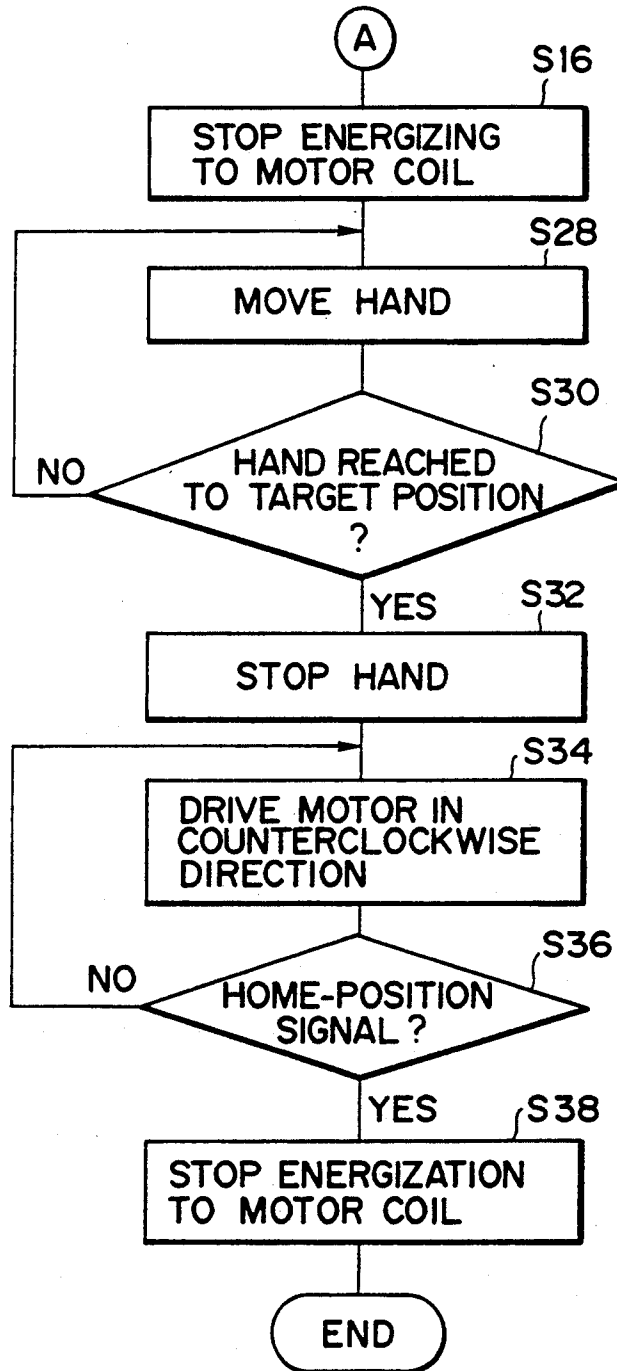 A
S16
STOP ENERGIZING
TO MOTOR COIL
S28
MOVE HAND
S30
HAND REACHED
TO TARGET POSITION
?
NO
YES
S32
STOP HAND
S34
DRIVE MOTOR IN
COUNTERCLOCKWISE
DIRECTION
S36
NO
HOME-POSITION
SIGNAL?
YES
S38
STOP ENERGIZATION
TO MOTOR COIL
END